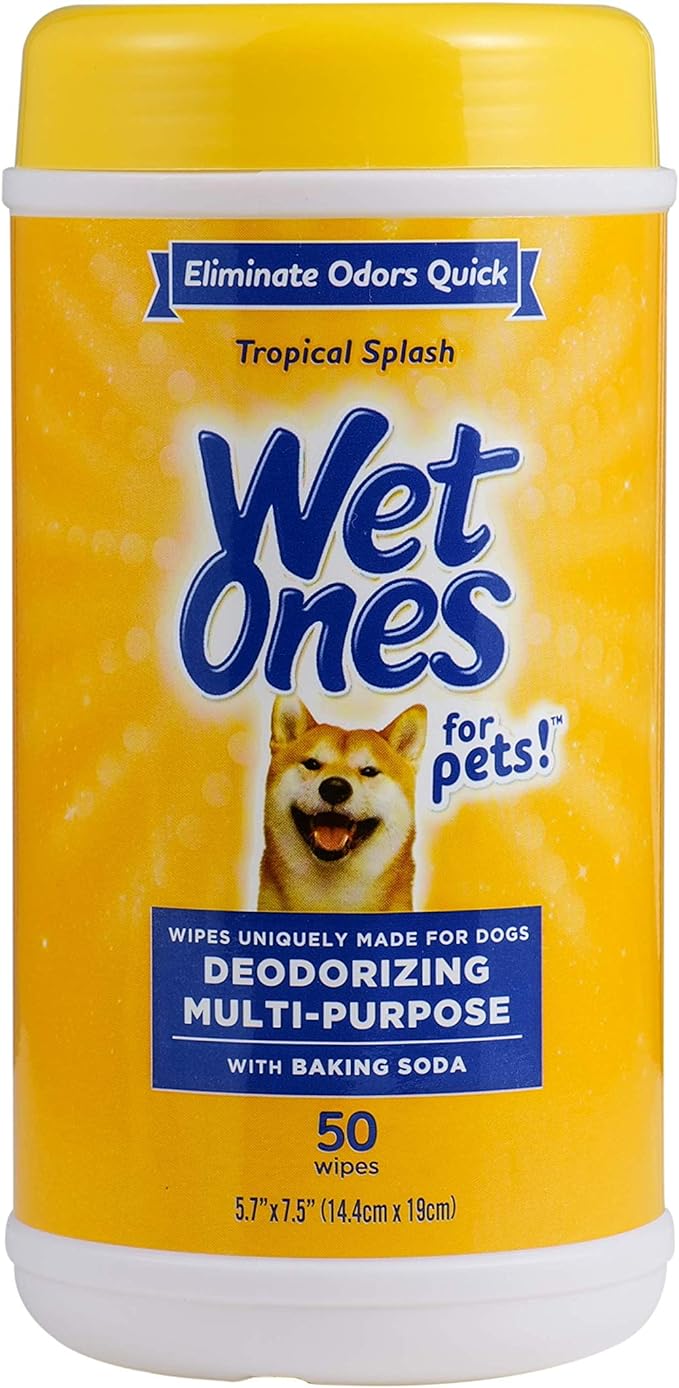 Eliminate Odors Quick
Tropical Splash
Wet
Ones
for
pets!™
WIPES UNIQUELY MADE FOR DOGS
DEODORIZING
MULTI-PURPOSE
WITH BAKING SODA
50
wipes
5.7”x7.5” (14.4cm x 19cm)